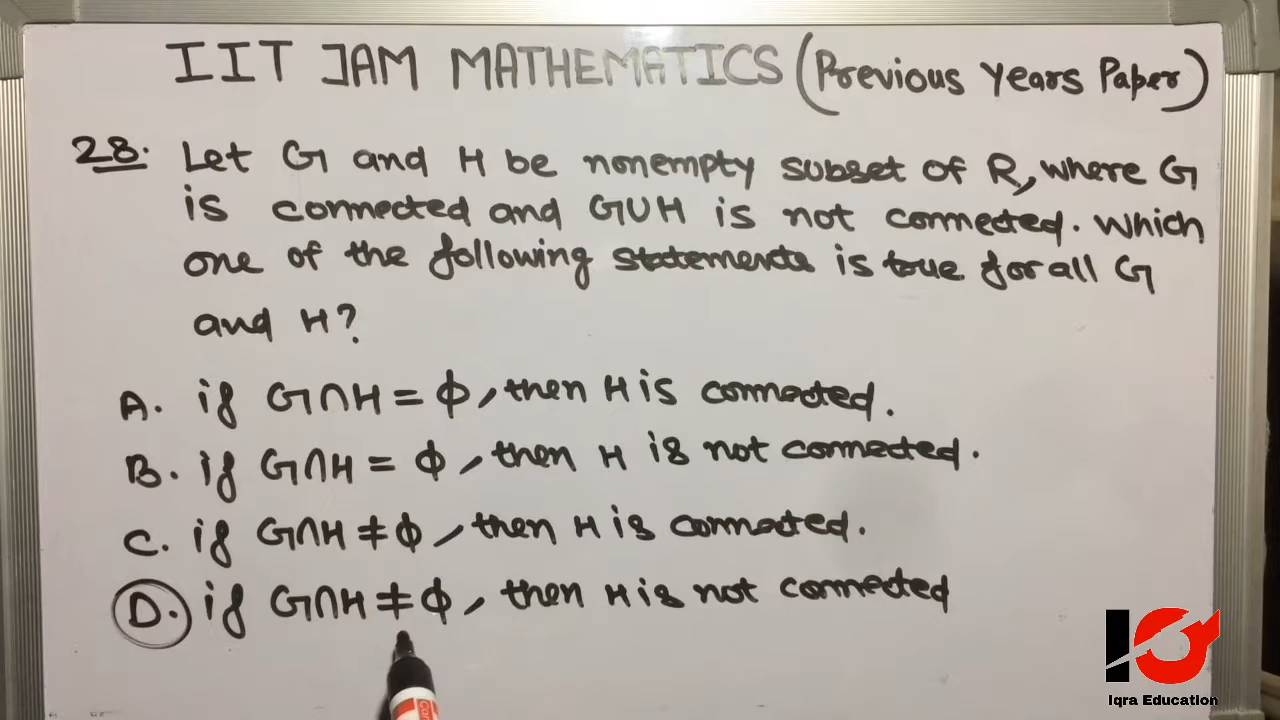 IIT JAM MATHEMATICS (Previous Years Paper)
28. Let G and H be nonempty subset of R, where G
is connected and G∪H is not connected. Which
one of the following statements is true for all G
and H?
A. if G∩H = ϕ, then H is connected.
B. if G∩H = ϕ, then H is not connected.
C. if G∩H ≠ ϕ, then H is connected.
D. if G∩H ≠ ϕ, then H is not connected
Iqra Education